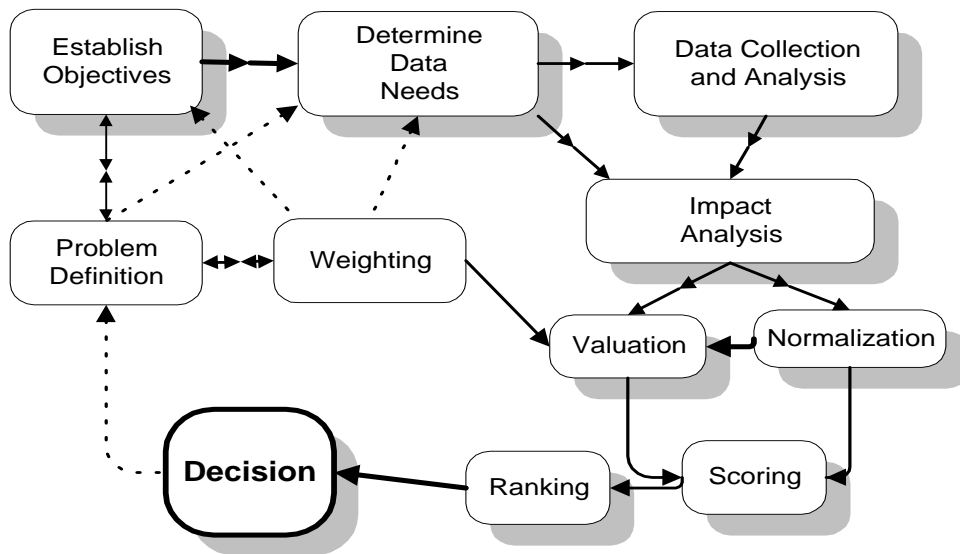 Establish
Objectives
Determine
Data
Needs
Data Collection
and Analysis
Impact
Analysis
Problem
Definition
Weighting
Valuation
Normalization
Decision
Ranking
Scoring